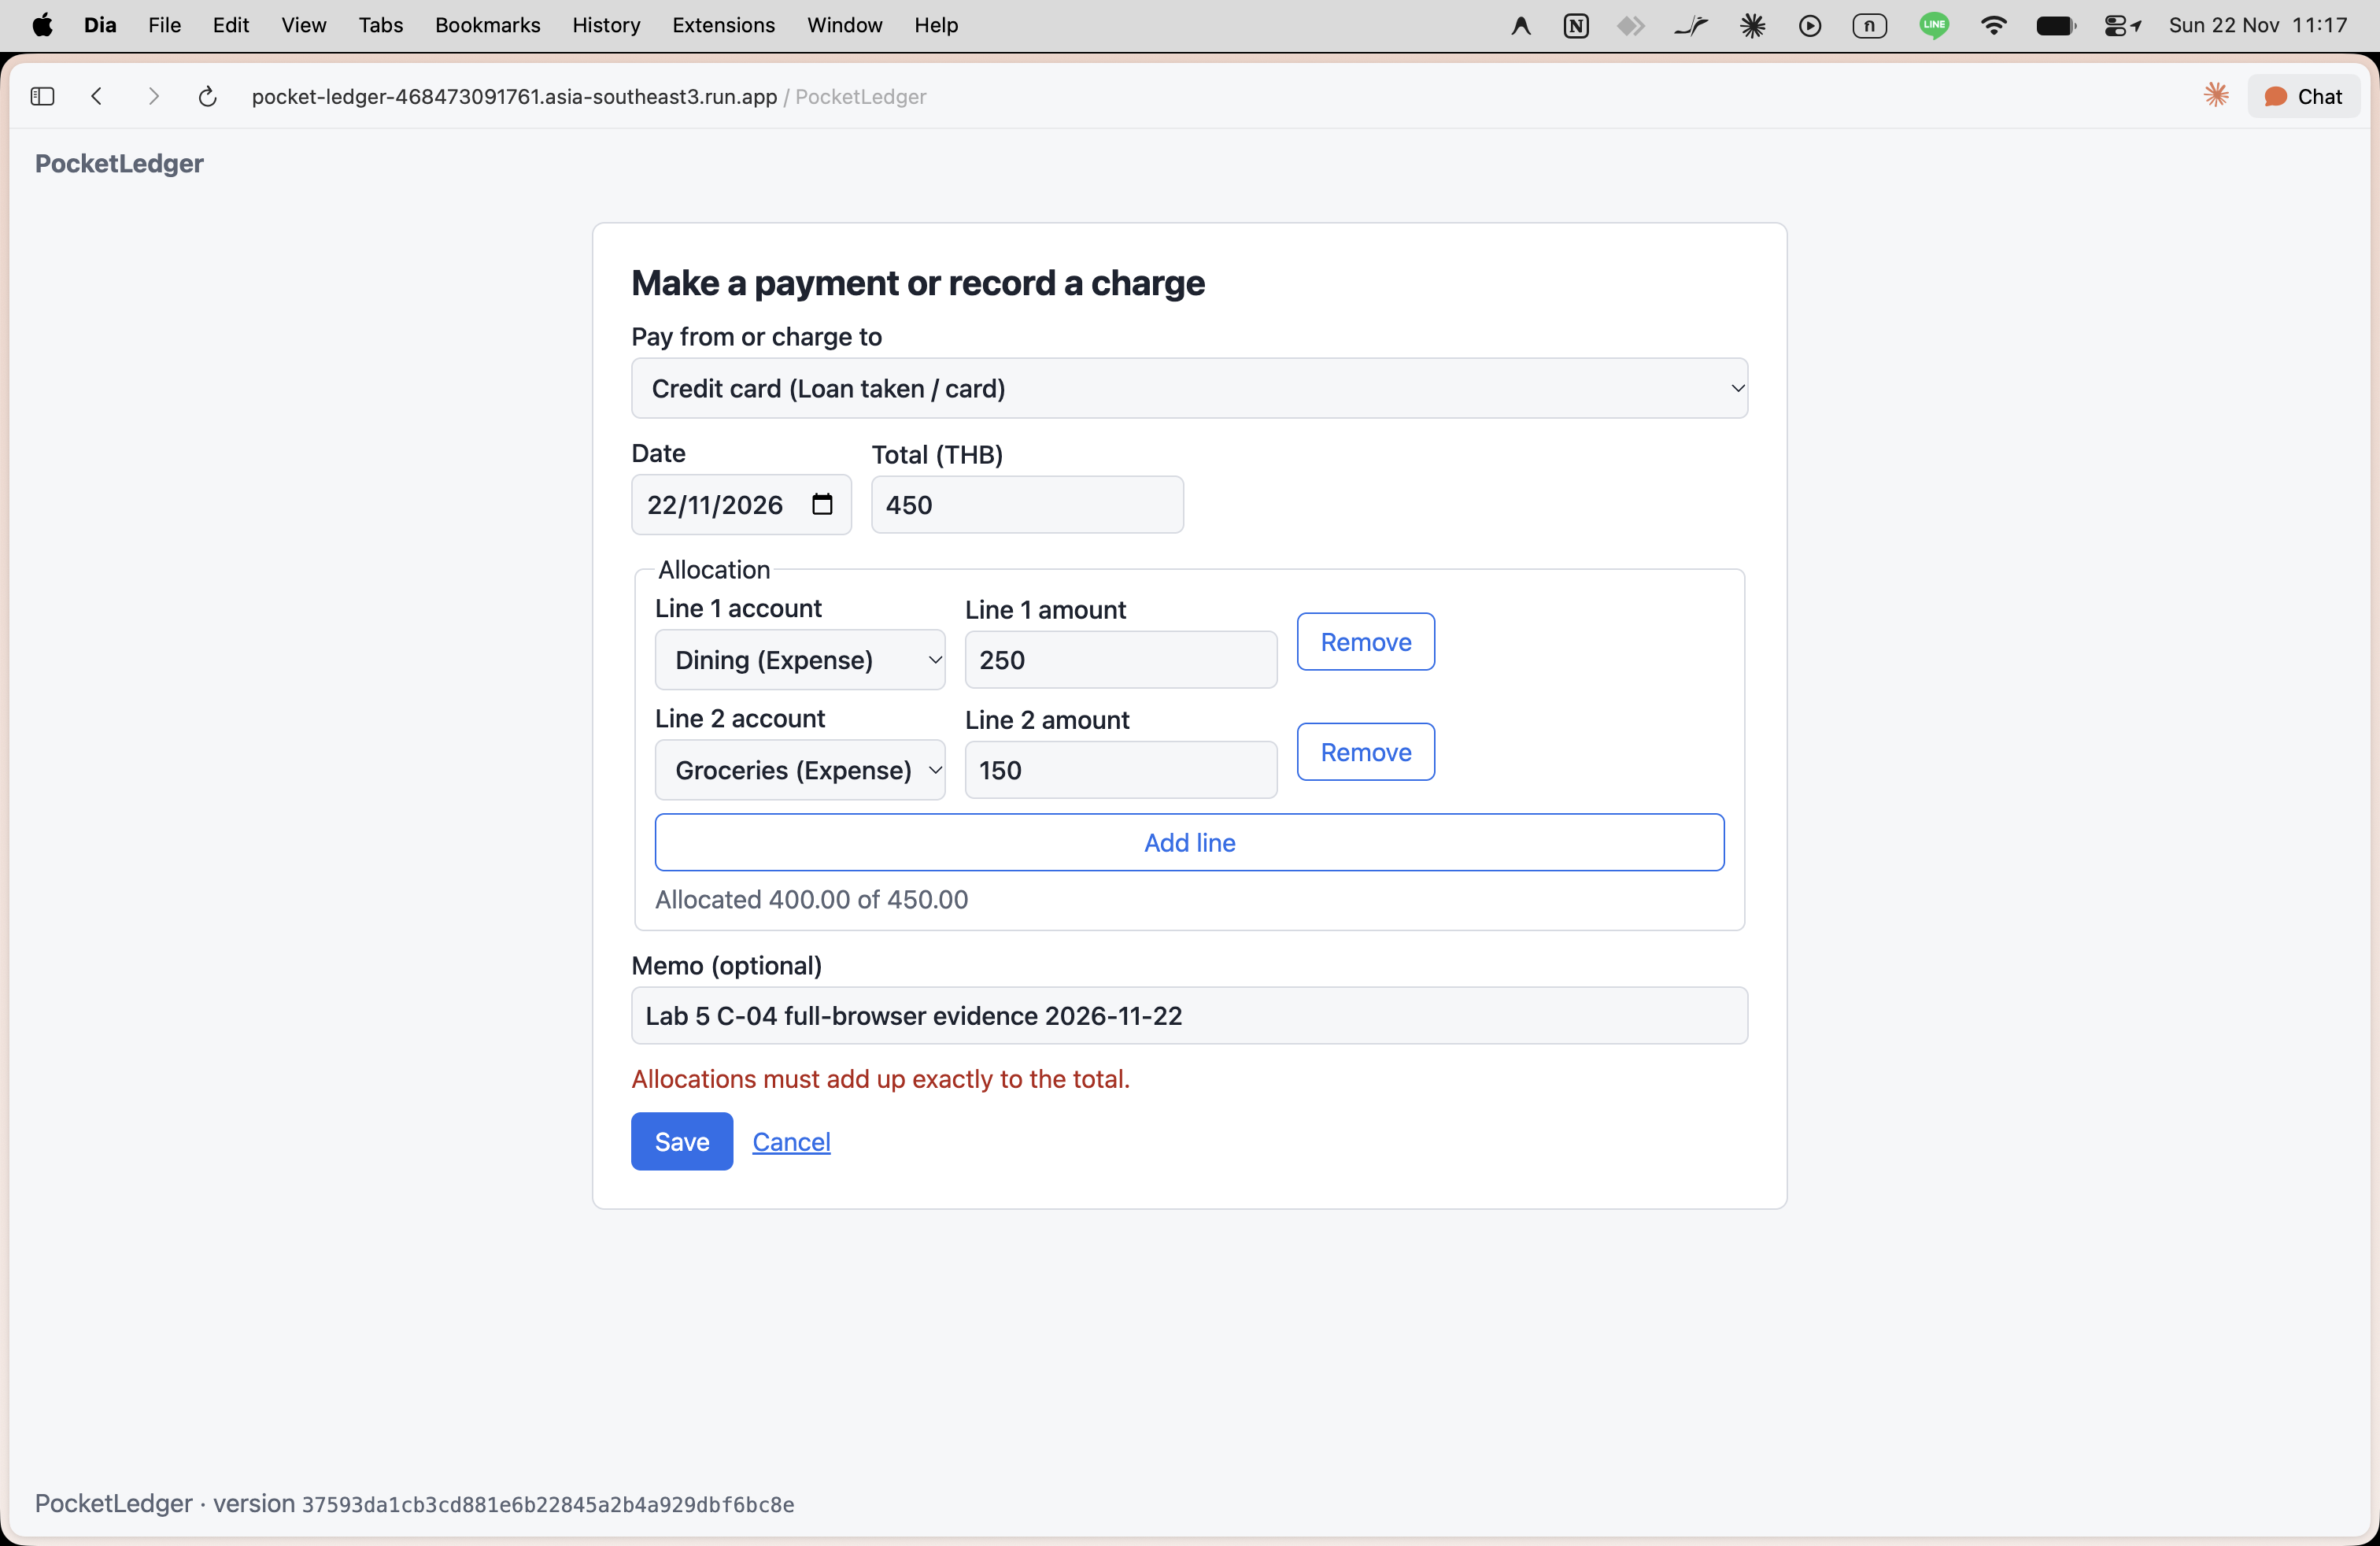 Dia File Edit View Tabs Bookmarks History Extensions Window Help N ก LINE Sun 22 Nov 11:17
pocket-ledger-468473091761.asia-southeast3.run.app / PocketLedger Chat
PocketLedger
Make a payment or record a charge
Pay from or charge to
Credit card (Loan taken / card)
Date Total (THB)
22/11/2026 450
Allocation
Line 1 account Line 1 amount
Dining (Expense) 250 Remove
Line 2 account Line 2 amount
Groceries (Expense) 150 Remove
Add line
Allocated 400.00 of 450.00
Memo (optional)
Lab 5 C-04 full-browser evidence 2026-11-22
Allocations must add up exactly to the total.
Save Cancel
PocketLedger · version 37593da1cb3cd881e6b22845a2b4a929dbf6bc8e